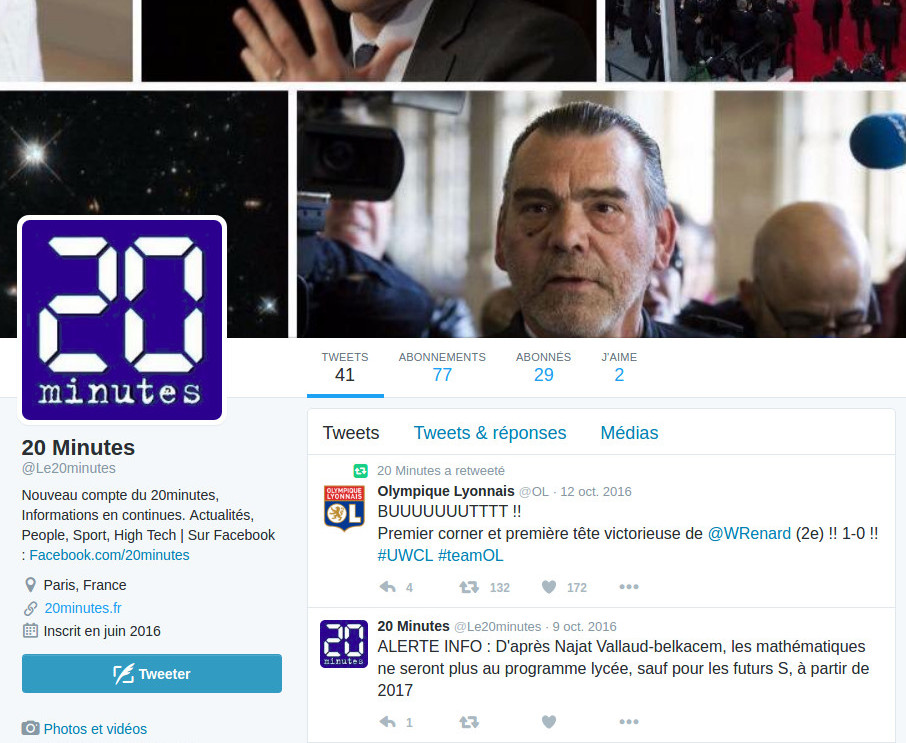 TWEETS ABONNEMENTS ABONNÉS J'AIME
41 77 29 2
20
minutes
20 Minutes
@Le20minutes
Nouveau compte du 20minutes,
Informations en continues. Actualités,
People, Sport, High Tech | Sur Facebook
: Facebook.com/20minutes
Paris, France
20minutes.fr
Inscrit en juin 2016
Tweeter
Photos et vidéos
Tweets Tweets & réponses Médias
20 Minutes a retweeté
OLYMPIQUE
LYONNAIS
OL
Olympique Lyonnais @OL · 12 oct. 2016
BUUUUUUUTTTT !!
Premier corner et première tête victorieuse de @WRenard (2e) !! 1-0 !!
#UWCL #teamOL
4 132 172
20
minutes
20 Minutes @Le20minutes · 9 oct. 2016
ALERTE INFO : D'après Najat Vallaud-belkacem, les mathématiques
ne seront plus au programme lycée, sauf pour les futurs S, à partir de
2017
1